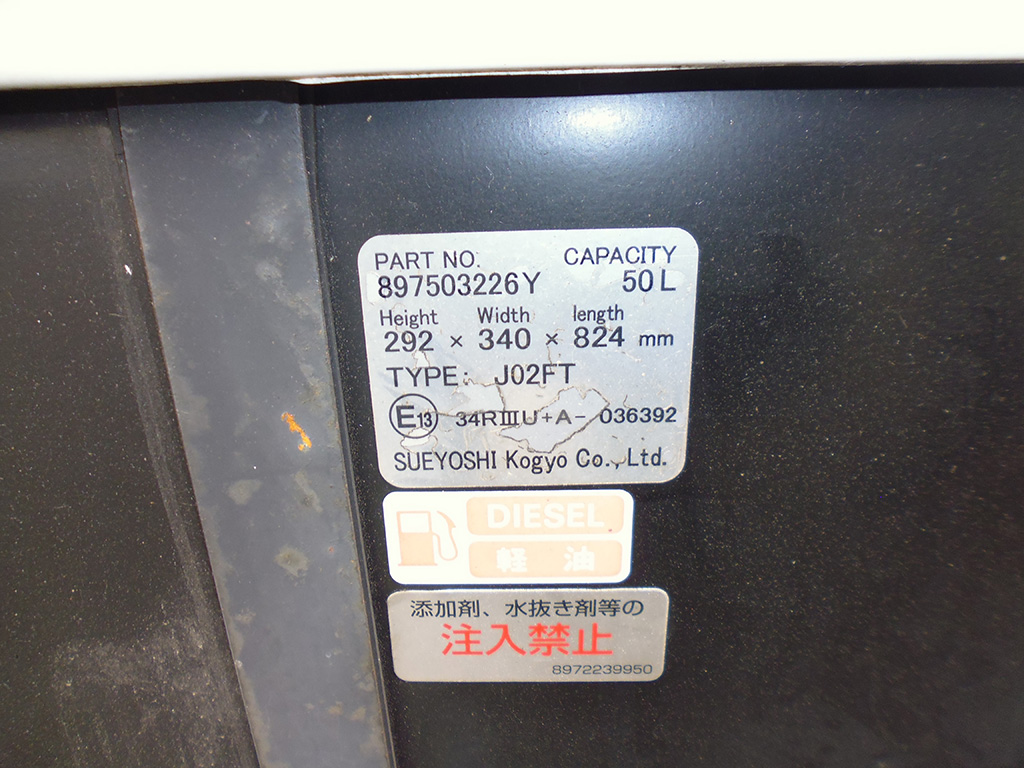 PART NO. CAPACITY
897503226Y 50L
Height Width length
292 × 340 × 824 mm
TYPE: J02FT
E13 34RⅢU+A- 036392
SUEYOSHI Kogyo Co., Ltd.
DIESEL
軽油
添加剤、水抜き剤等の
注入禁止
8972239950